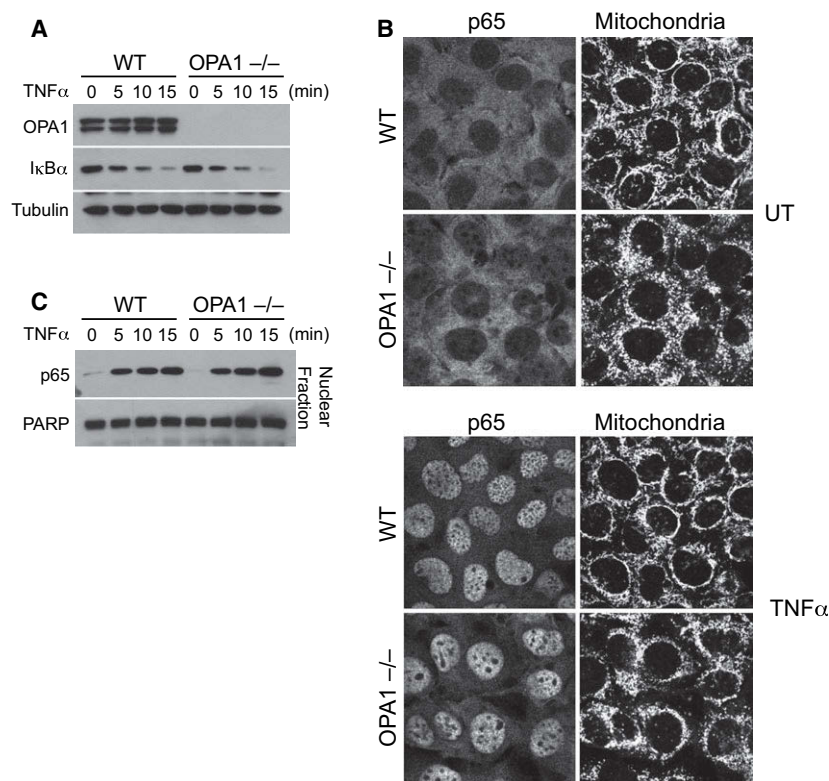 A
WT OPA1 –/–
TNFα 0 5 10 15 0 5 10 15 (min)
OPA1
IκBα
Tubulin
C
WT OPA1 –/–
TNFα 0 5 10 15 0 5 10 15 (min)
p65
PARP
Nuclear
Fraction
B
p65 Mitochondria
WT
OPA1 –/–
UT
p65 Mitochondria
WT
OPA1 –/–
TNFα